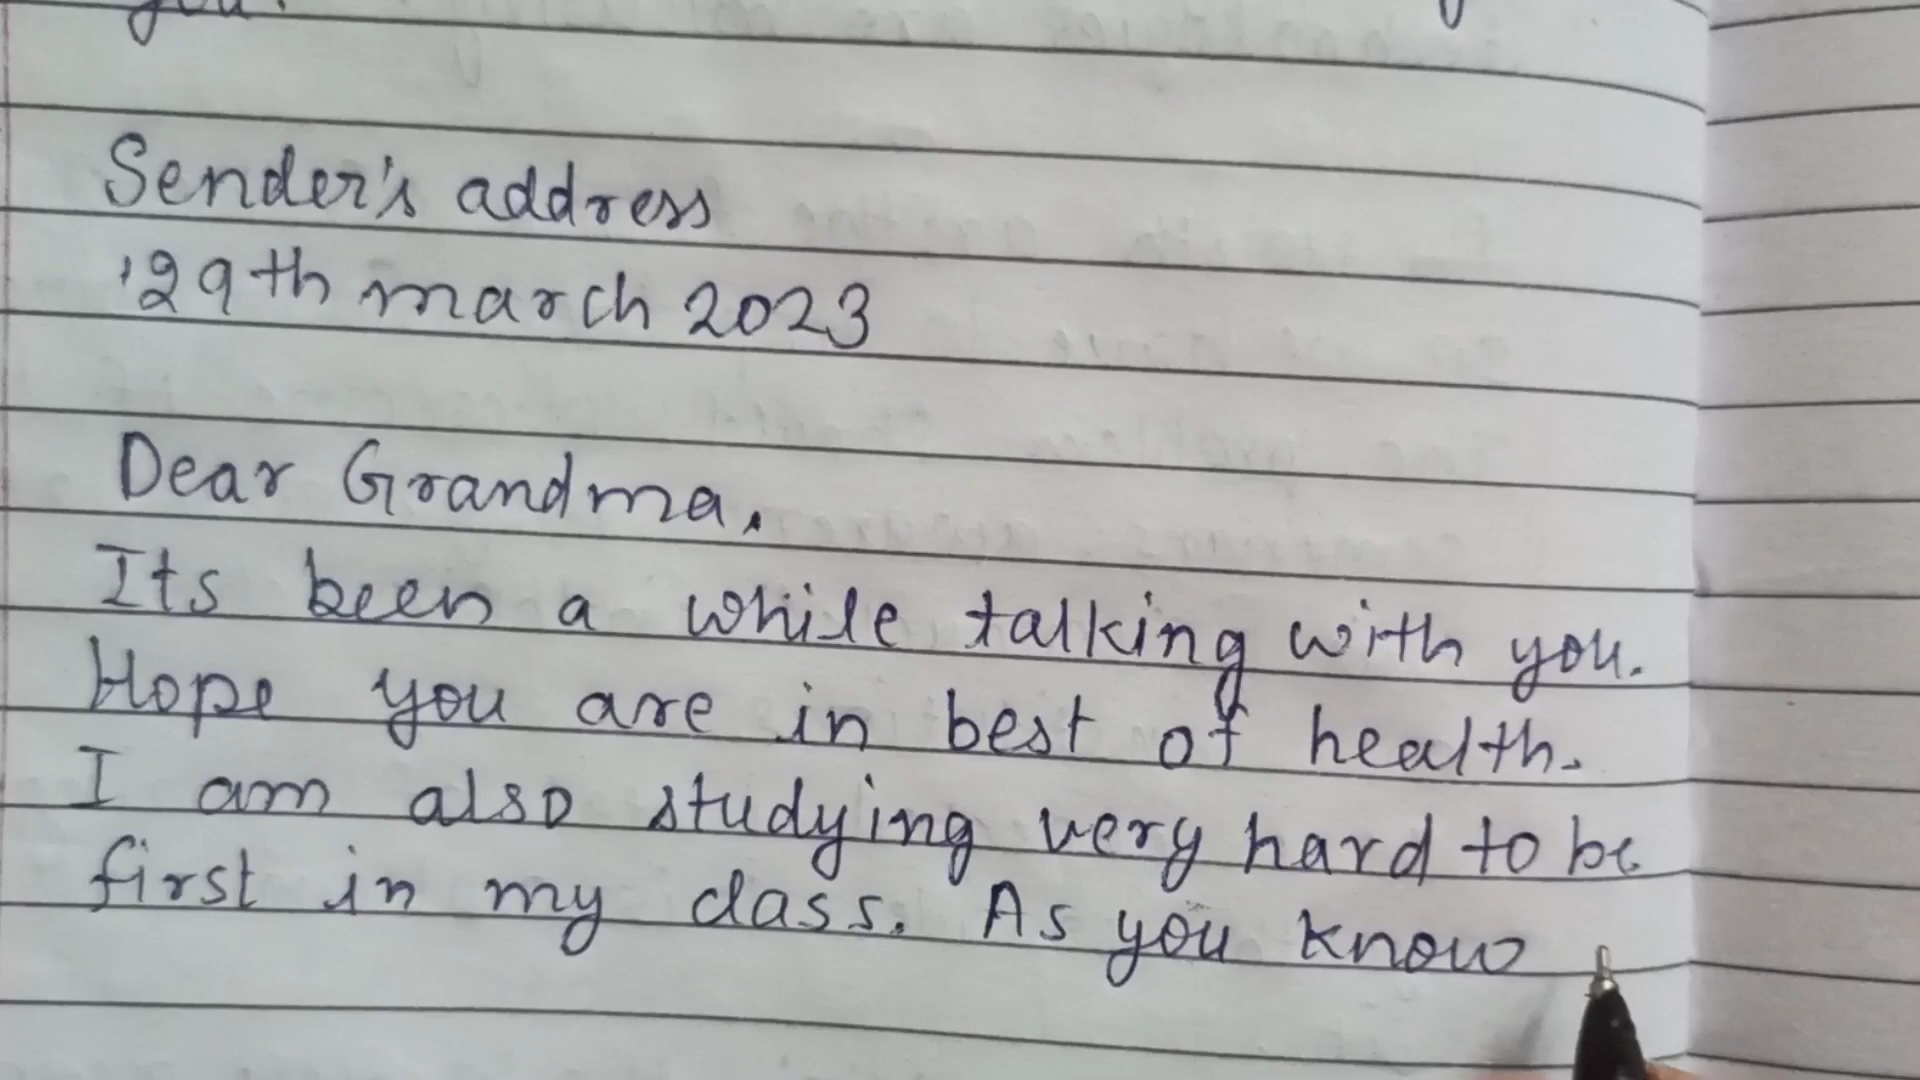 you.
Sender's address
'29th march 2023
Dear Grandma,
Its been a while talking with you.
Hope you are in best of health.
I am also studying very hard to be
first in my class. As you know